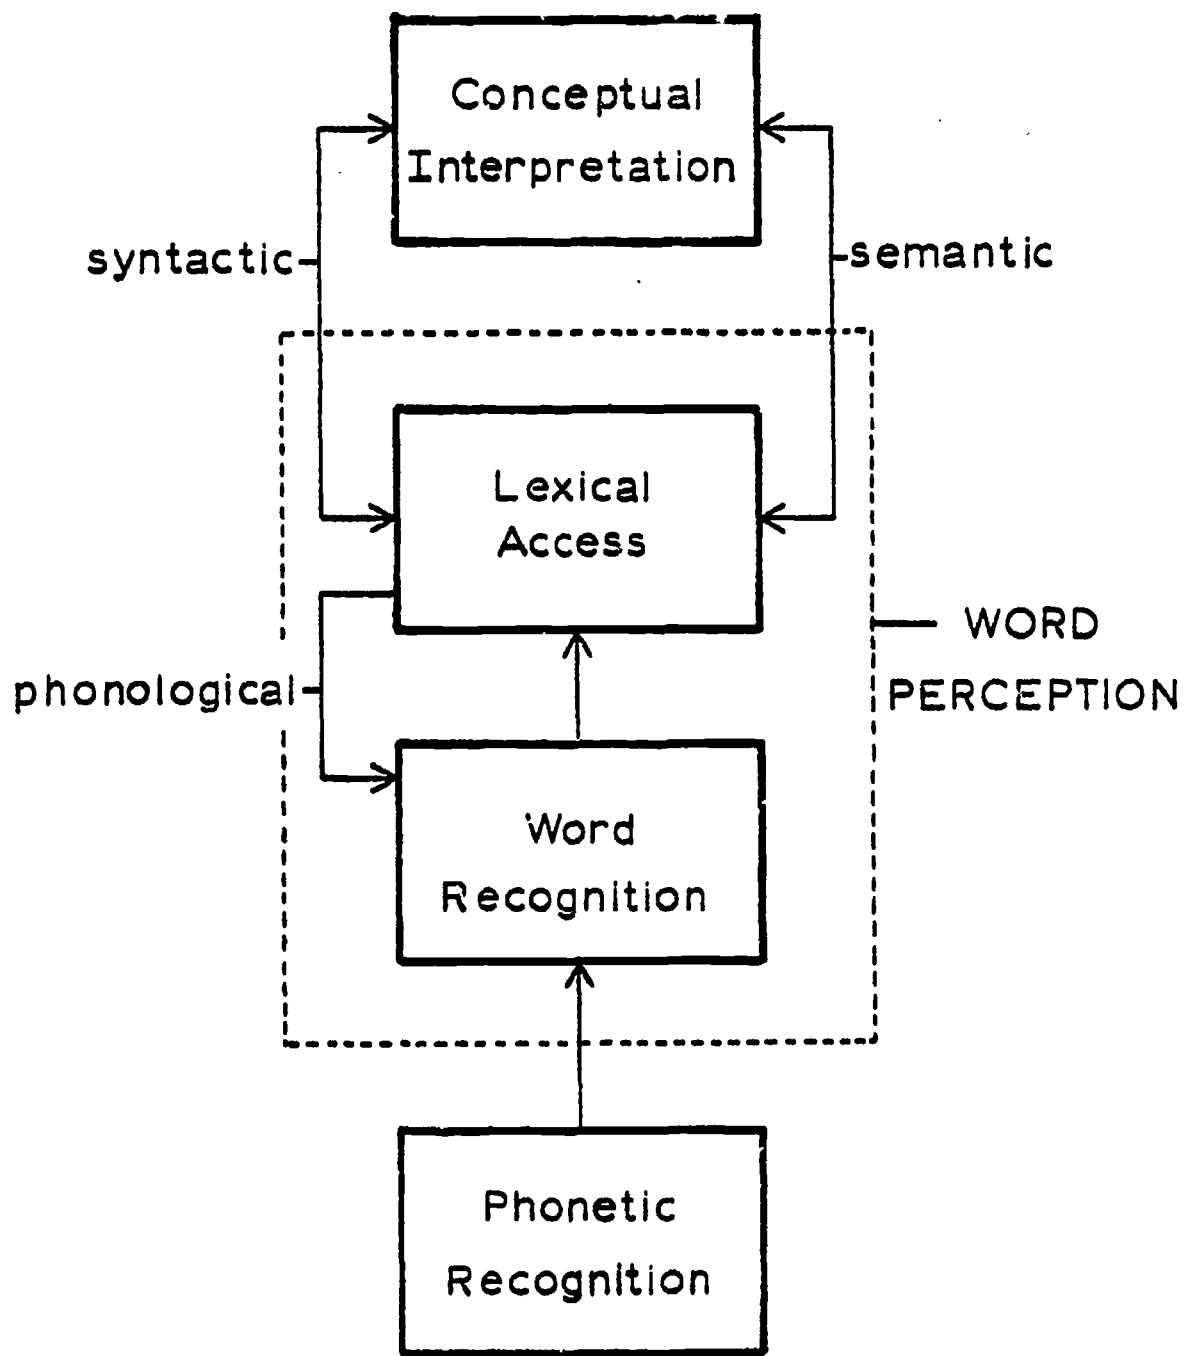 Conceptual
Interpretation
syntactic
semantic
Lexical
Access
WORD
PERCEPTION
phonological
Word
Recognition
Phonetic
Recognition